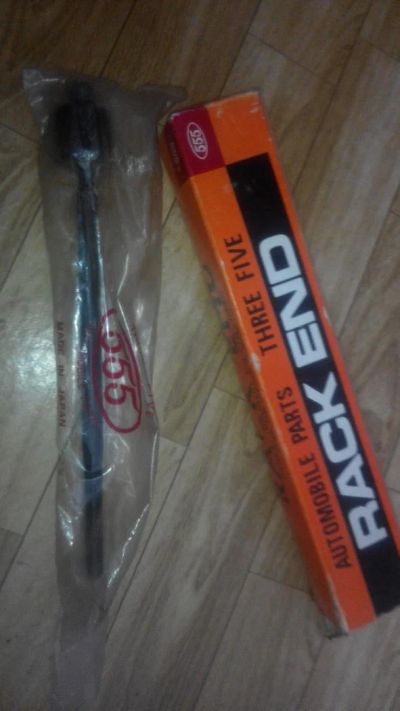 555
MADE IN JAPAN
555
THREE FIVE
AUTOMOBILE PARTS
RACK END